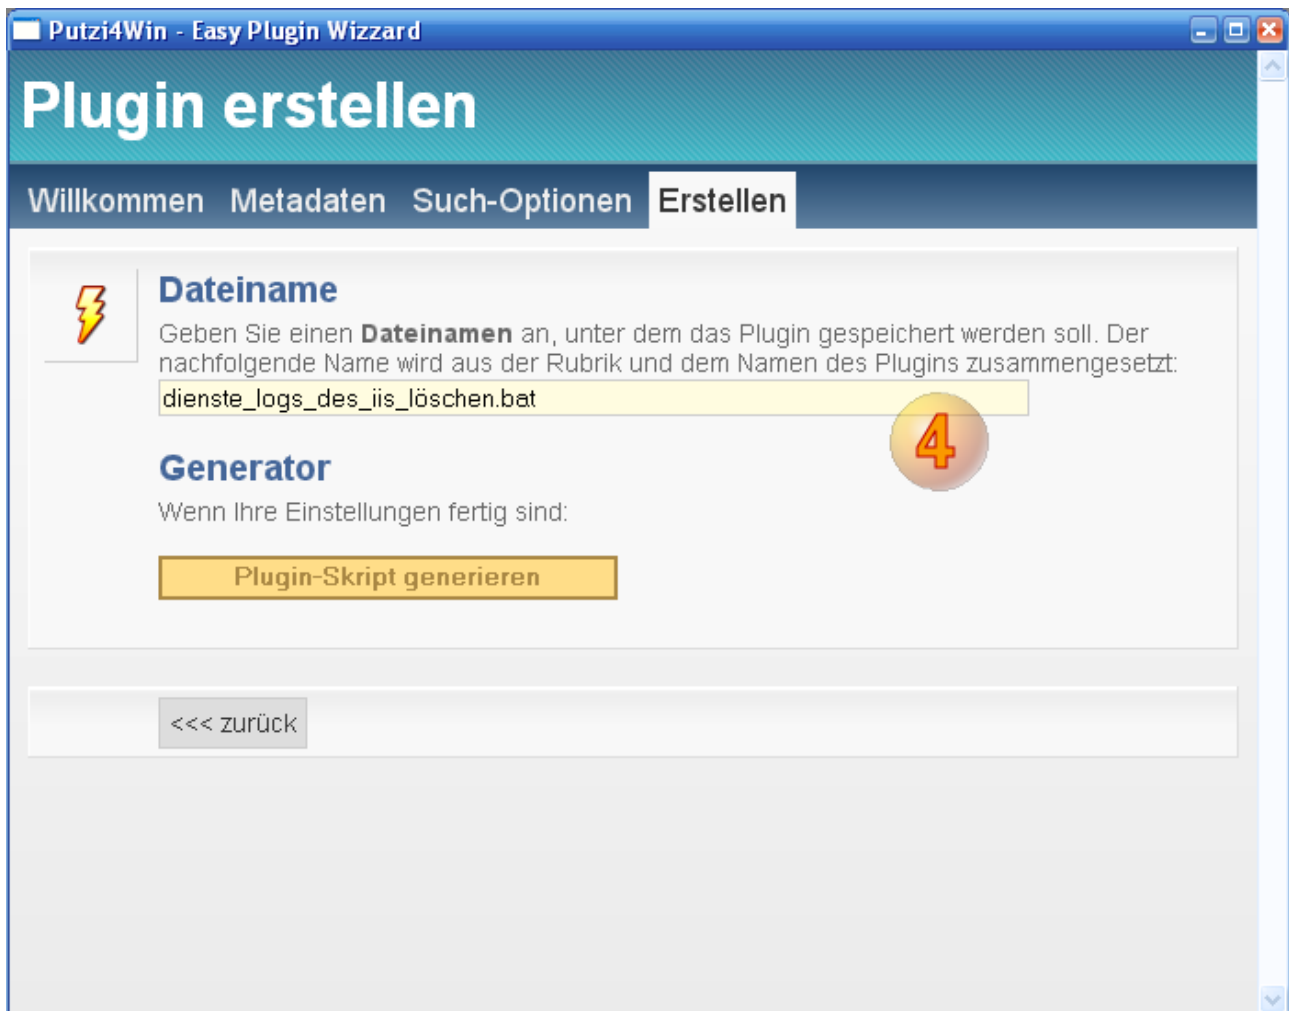 Putzi4Win - Easy Plugin Wizzard
Plugin erstellen
Willkommen Metadaten Such-Optionen Erstellen
Dateiname
Geben Sie einen Dateinamen an, unter dem das Plugin gespeichert werden soll. Der
nachfolgende Name wird aus der Rubrik und dem Namen des Plugins zusammengesetzt:
dienste_logs_des_iis_löschen.bat
4
Generator
Wenn Ihre Einstellungen fertig sind:
Plugin-Skript generieren
<<< zurück